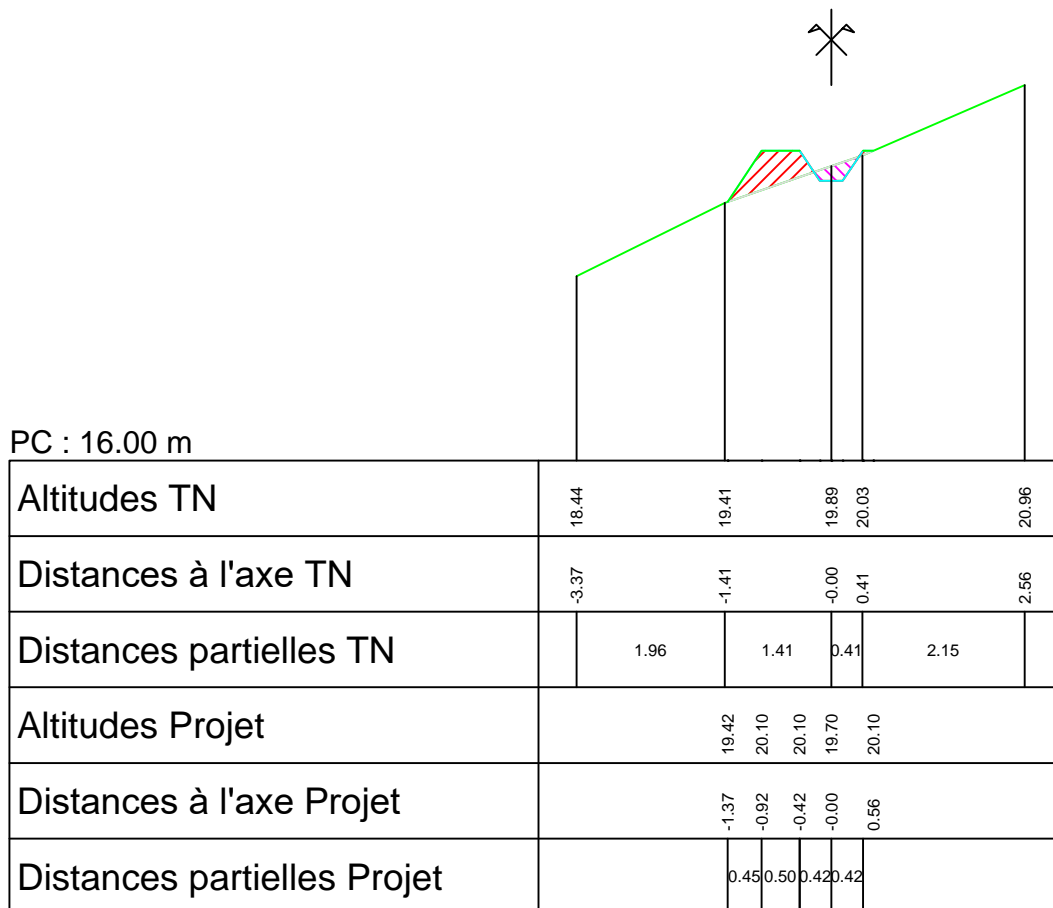 PC : 16.00 m
Altitudes TN 18.44 19.41 19.89 20.03 20.96
Distances à l'axe TN -3.37 -1.41 -0.00 0.41 2.56
Distances partielles TN 1.96 1.41 0.41 2.15
Altitudes Projet 19.42 20.10 20.10 19.70 20.10
Distances à l'axe Projet -1.37 -0.92 -0.42 -0.00 0.56
Distances partielles Projet 0.45 0.50 0.42 0.42